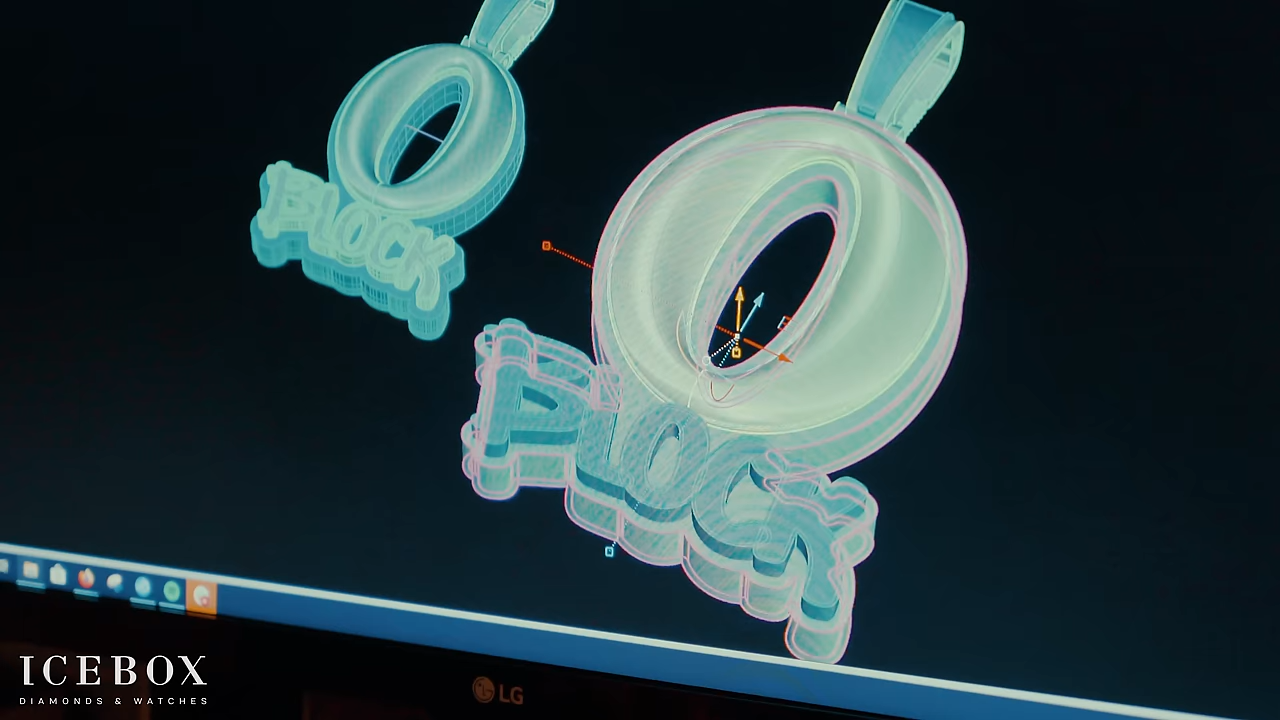 O
BLOCK
O
BLOCK
ICEBOX
DIAMONDS & WATCHES
LG